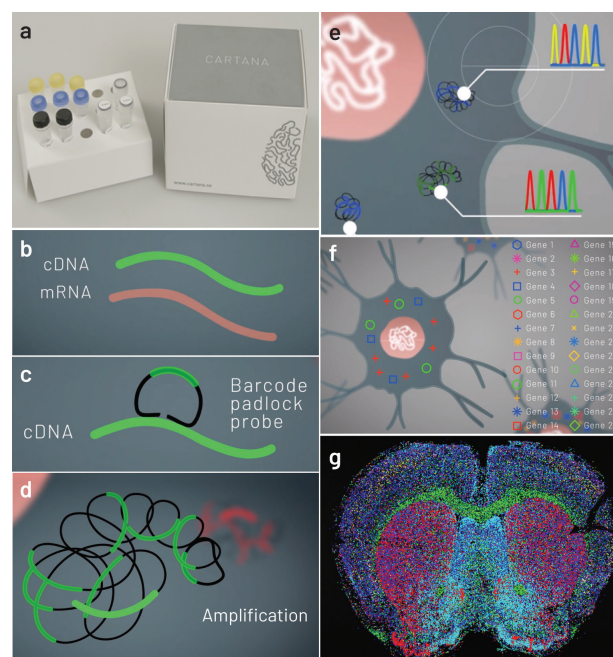 a
CARTANA
www.cartana.se
b
cDNA
mRNA
c
Barcode
padlock
probe
cDNA
d
Amplification
e
f
Gene 1
Gene 2
Gene 3
Gene 4
Gene 5
Gene 6
Gene 7
Gene 8
Gene 9
Gene 10
Gene 11
Gene 12
Gene 13
Gene 14
g